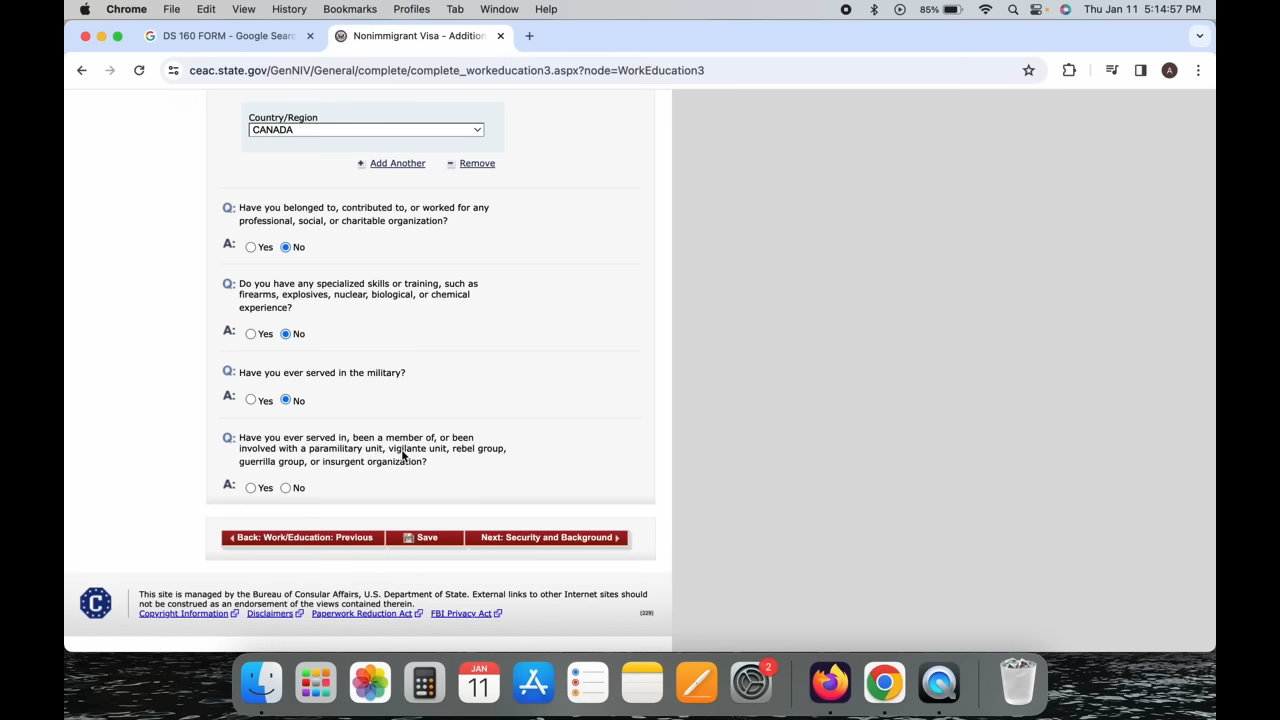 Chrome File Edit View History Bookmarks Profiles Tab Window Help 85% Thu Jan 11 5:14:57 PM
DS 160 FORM - Google Sear
Nonimmigrant Visa - Addition
ceac.state.gov/GenNIV/General/complete/complete_workeducation3.aspx?node=WorkEducation3
A
Country/Region
CANADA
Add Another Remove
Q: Have you belonged to, contributed to, or worked for any
professional, social, or charitable organization?
A: Yes No
Q: Do you have any specialized skills or training, such as
firearms, explosives, nuclear, biological, or chemical
experience?
A: Yes No
Q: Have you ever served in the military?
A: Yes No
Q: Have you ever served in, been a member of, or been
involved with a paramilitary unit, vigilante unit, rebel group,
guerrilla group, or insurgent organization?
A: Yes No
Back: Work/Education: Previous Save Next: Security and Background
C
This site is managed by the Bureau of Consular Affairs, U.S. Department of State. External links to other Internet sites should
not be construed as an endorsement of the views contained therein.
Copyright Information Disclaimers Paperwork Reduction Act FBI Privacy Act (229)
JAN
11
2